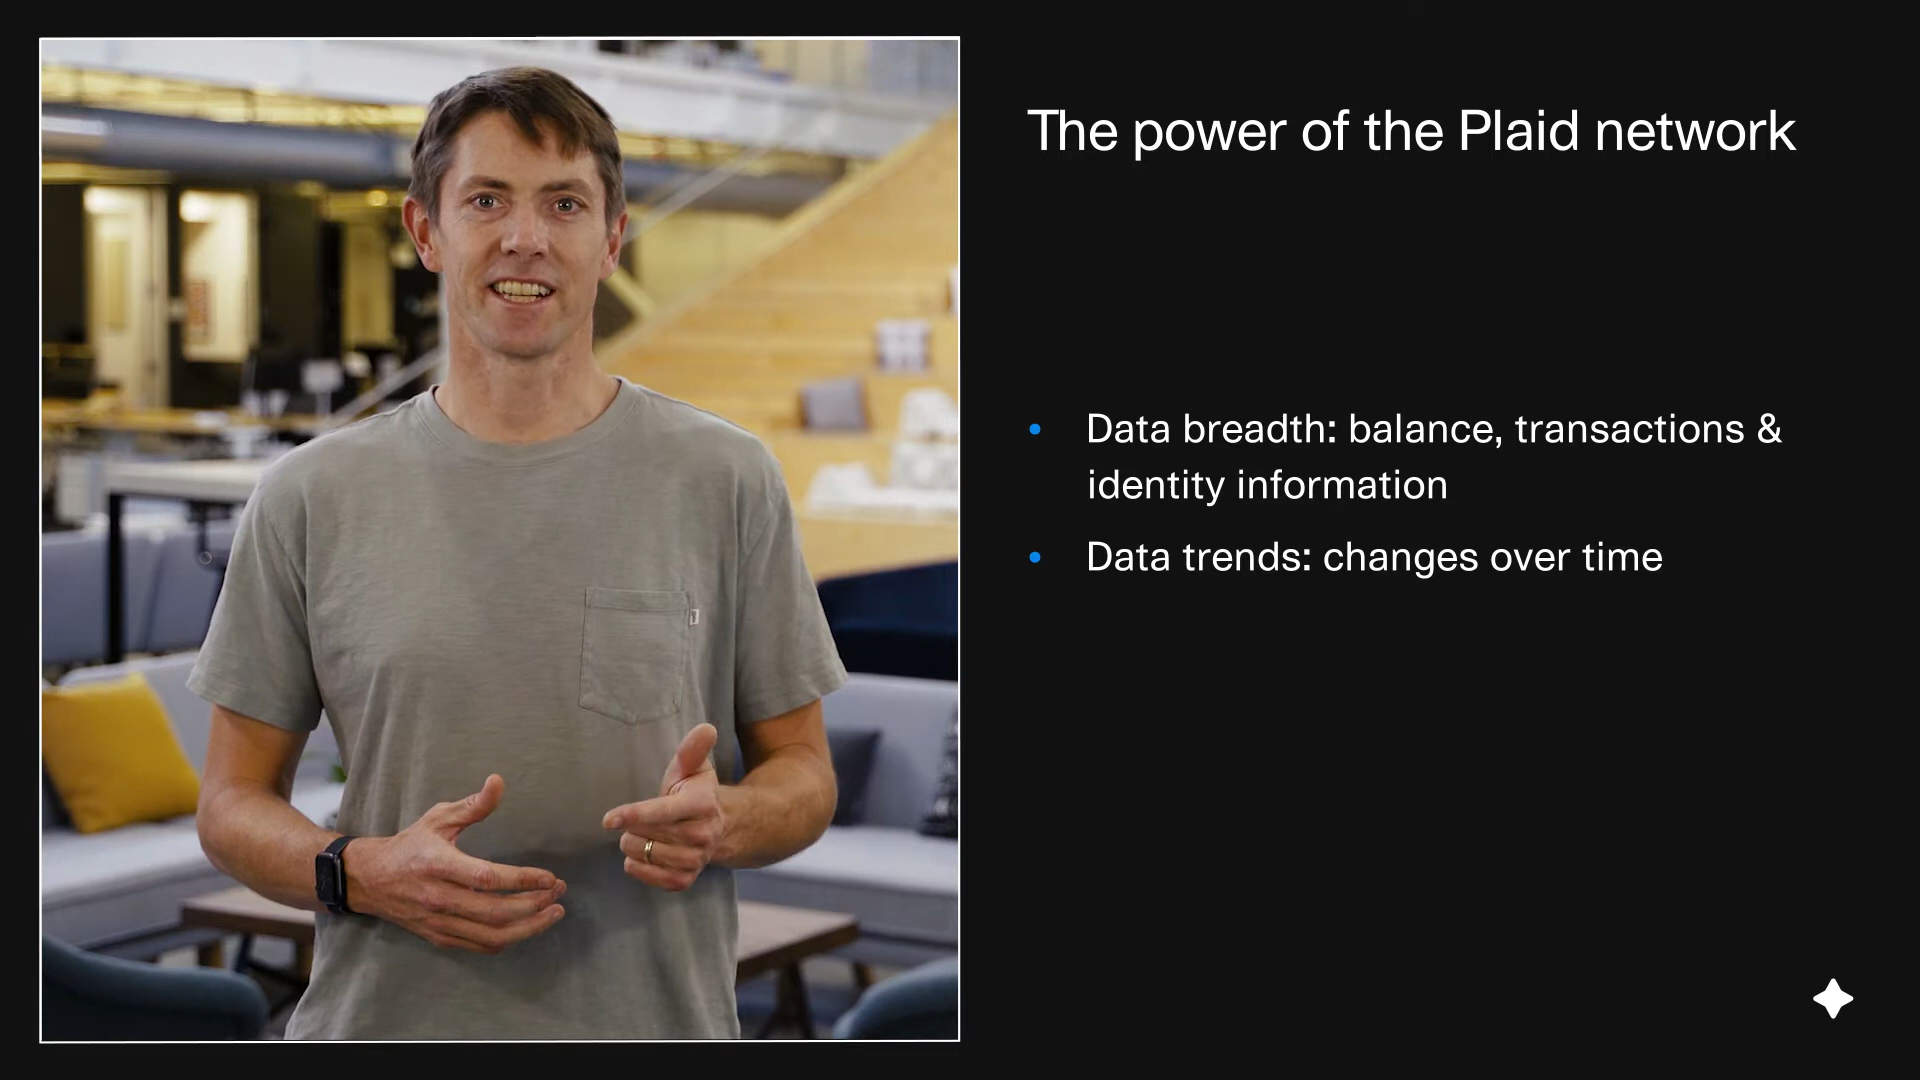 The power of the Plaid network
• Data breadth: balance, transactions &
identity information
• Data trends: changes over time